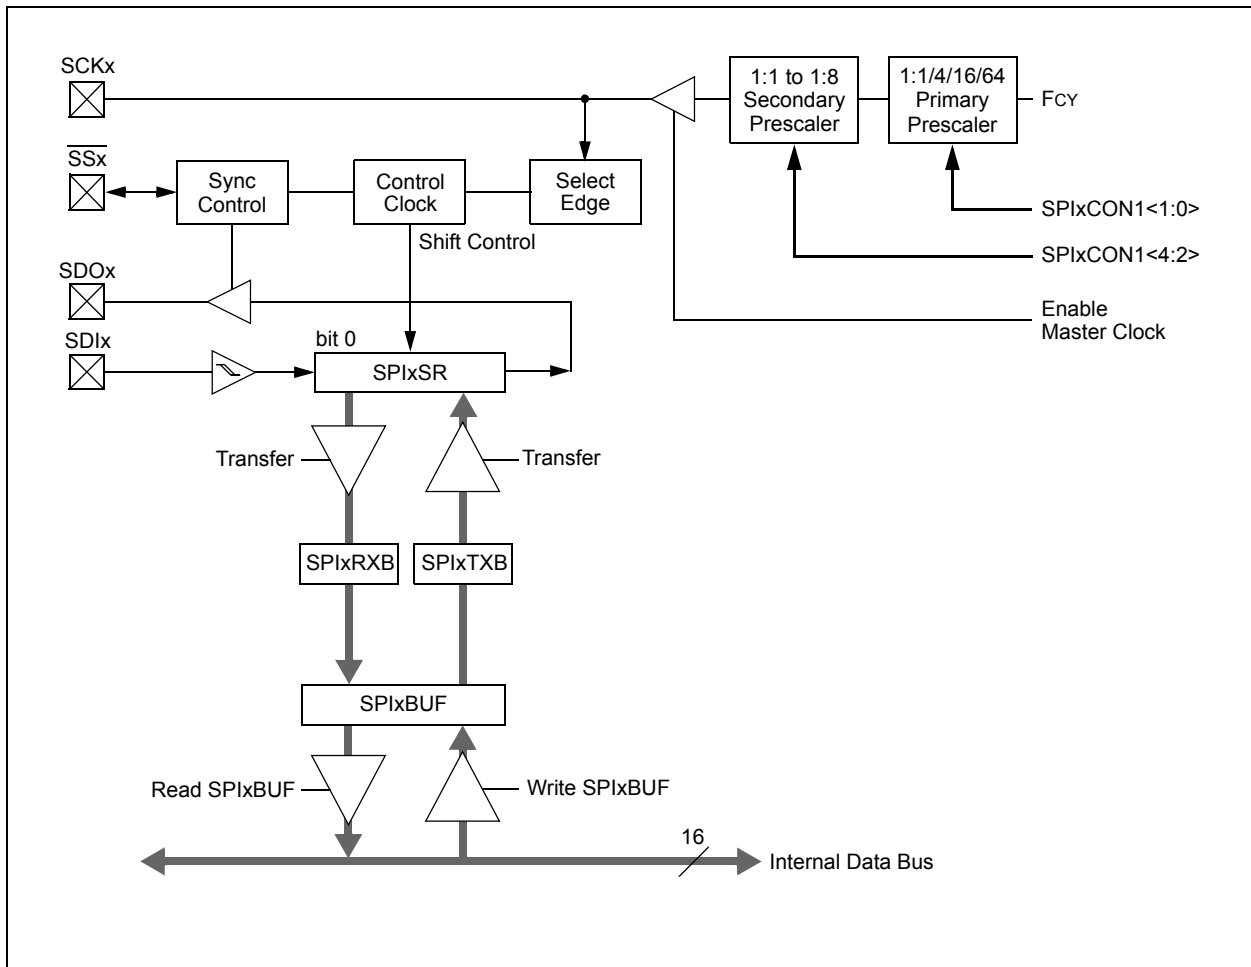 SCKx
1:1 to 1:8
Secondary
Prescaler
1:1/4/16/64
Primary
Prescaler
FCY
SSx
Sync
Control
Control
Clock
Select
Edge
SPIxCON1<1:0>
Shift Control
SPIxCON1<4:2>
SDOx
Enable
Master Clock
SDIx
bit 0
SPIxSR
Transfer
Transfer
SPIxRXB
SPIxTXB
SPIxBUF
Read SPIxBUF
Write SPIxBUF
16
Internal Data Bus